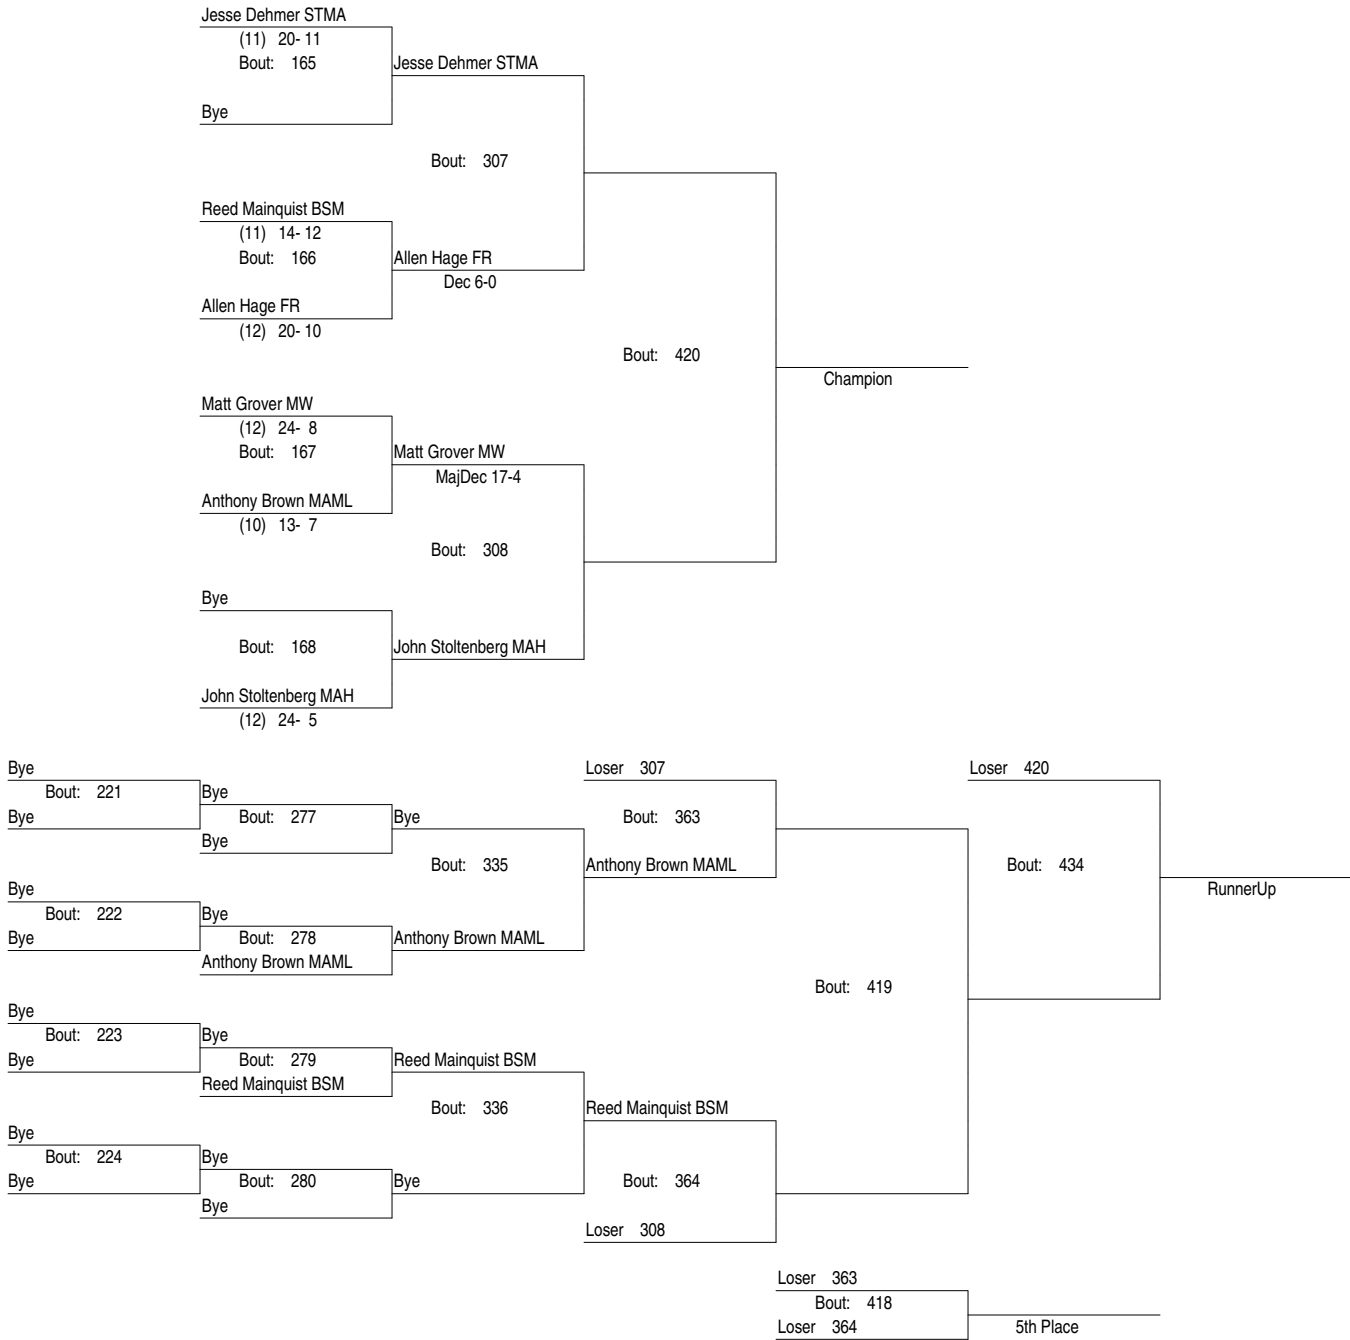 Jesse Dehmer STMA
(11) 20- 11
Bout: 165
Jesse Dehmer STMA
Bye
Bout: 307
Reed Mainquist BSM
(11) 14- 12
Bout: 166
Allen Hage FR
Dec 6-0
Allen Hage FR
(12) 20- 10
Bout: 420
Champion
Matt Grover MW
(12) 24- 8
Bout: 167
Matt Grover MW
MajDec 17-4
Anthony Brown MAML
(10) 13- 7
Bout: 308
Bye
Bout: 168
John Stoltenberg MAH
John Stoltenberg MAH
(12) 24- 5
Bye
Bout: 221
Bye
Bye
Bout: 277
Bye
Bye
Bout: 335
Loser 307
Bout: 363
Anthony Brown MAML
Loser 420
Bout: 434
RunnerUp
Bye
Bout: 222
Bye
Bye
Bout: 278
Anthony Brown MAML
Anthony Brown MAML
Bout: 419
Bye
Bout: 223
Bye
Bye
Bout: 279
Reed Mainquist BSM
Reed Mainquist BSM
Bout: 336
Reed Mainquist BSM
Bye
Bout: 224
Bye
Bye
Bout: 280
Bye
Bye
Bout: 364
Loser 308
Loser 363
Bout: 418
Loser 364
5th Place